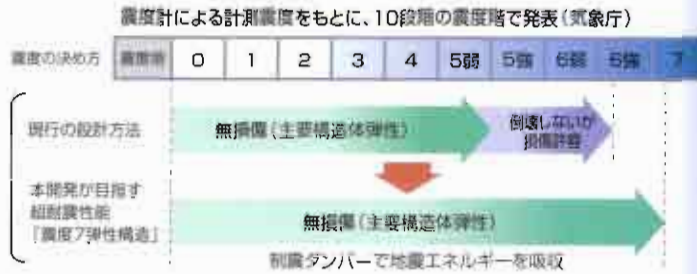 震度計による計測震度をもとに、10段階の震度階で発表(気象庁)
震度の決め方 震度階 0 1 2 3 4 5弱 5強 6弱 6強 7
現行の設計方法
無損傷(主要構造体弾性)
倒壊しないが
損傷許容
本開発が目指す
超耐震性能
「震度7弾性構造」
無損傷(主要構造体弾性)
制震ダンパーで地震エネルギーを吸収